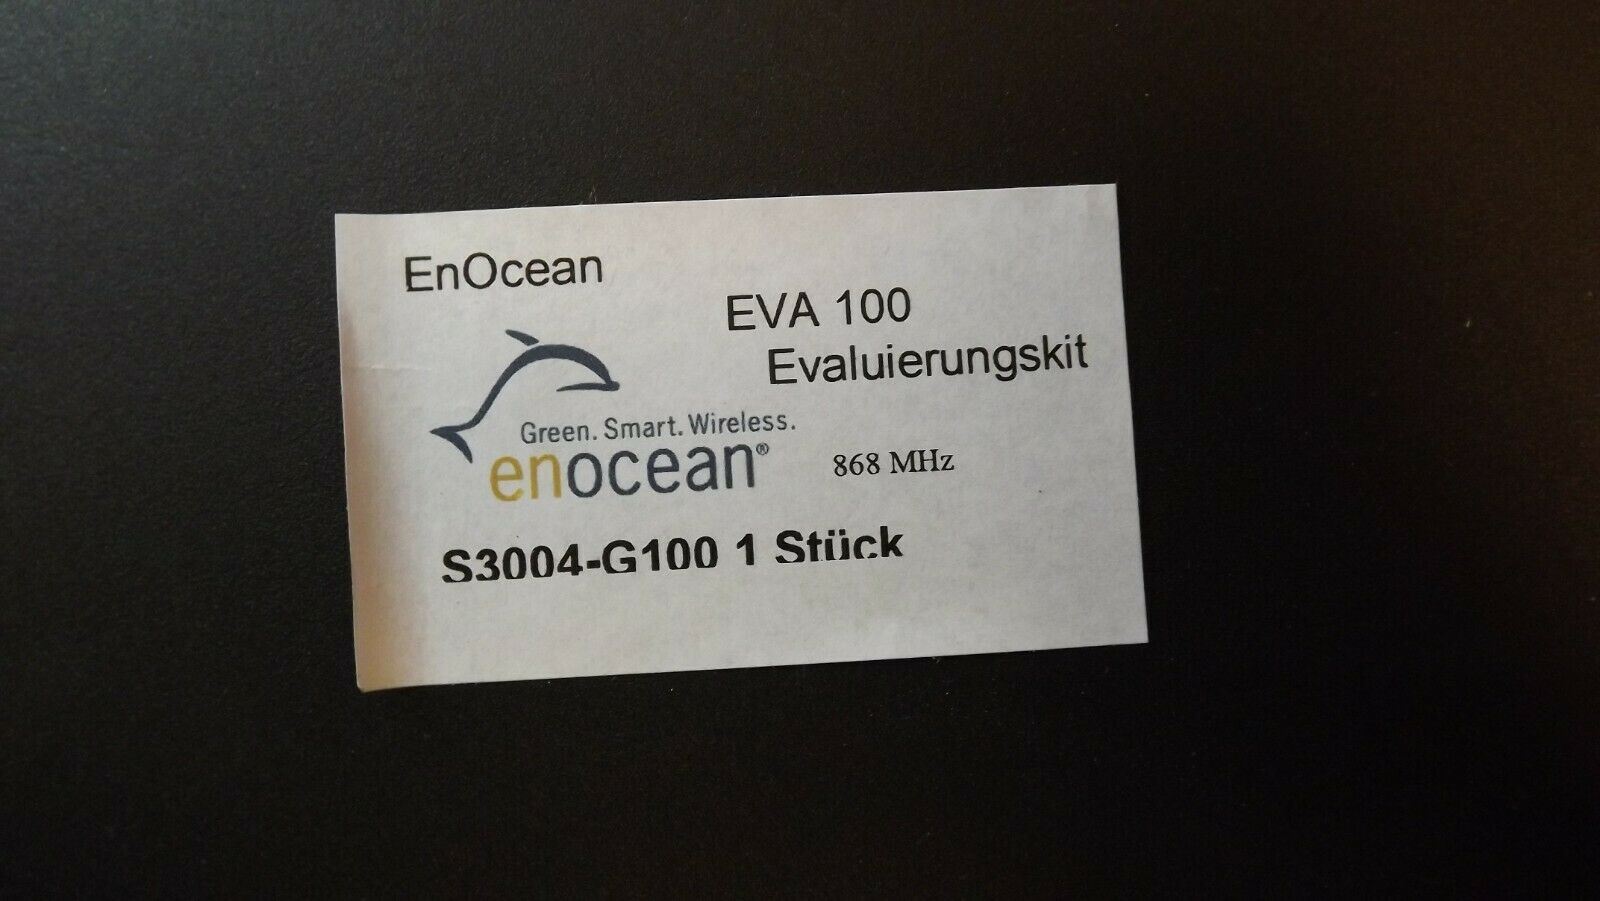 EnOcean
EVA 100
Evaluierungskit
Green. Smart. Wireless.
enocean®
868 MHz
S3004-G100 1 Stück